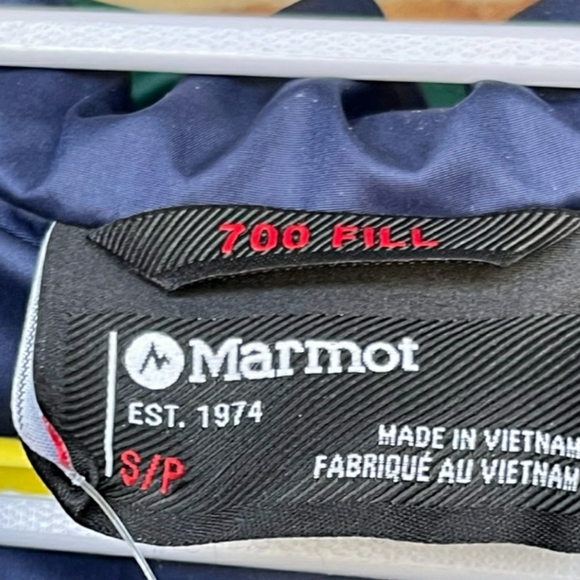 700 FILL
Marmot
EST. 1974
S/P
MADE IN VIETNAM
FABRIQUÉ AU VIETNAM